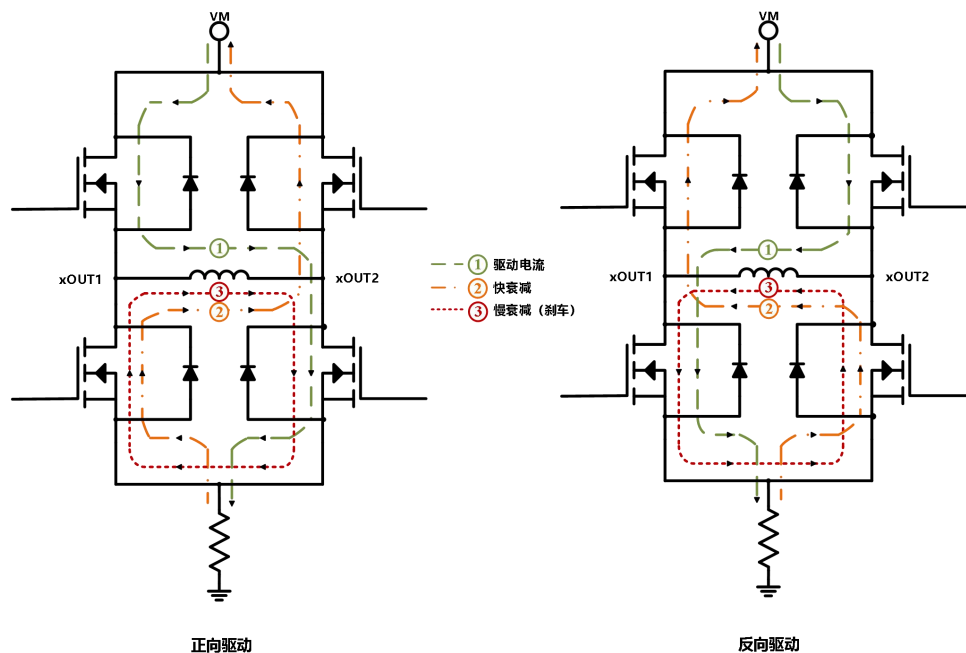 VM
VM
①
①
xOUT1
xOUT2
xOUT1
xOUT2
③
②
③
②
① 驱动电流
② 快衰减
③ 慢衰减（刹车）
正向驱动
反向驱动